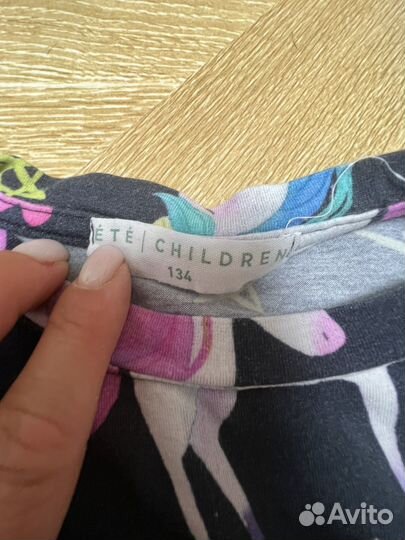 ÉTÉ | CHILDREN
134
Avito